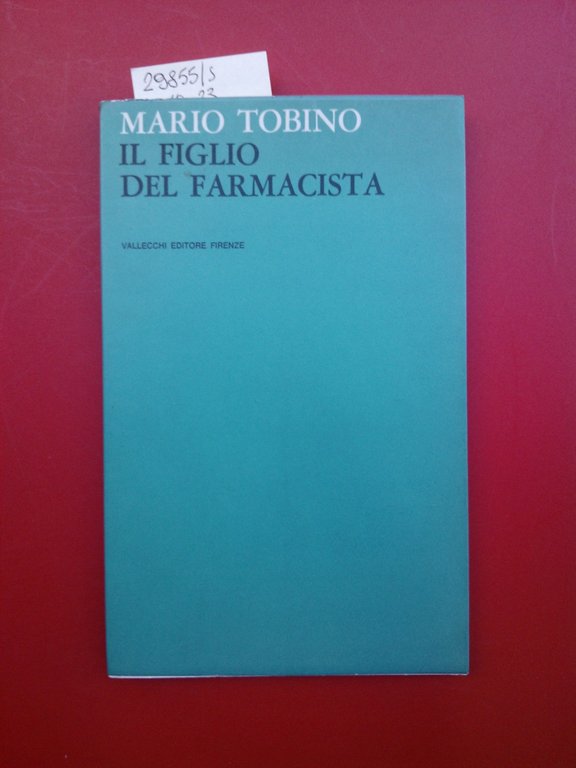 29855/s
MARIO TOBINO
IL FIGLIO
DEL FARMACISTA
VALLECCHI EDITORE FIRENZE